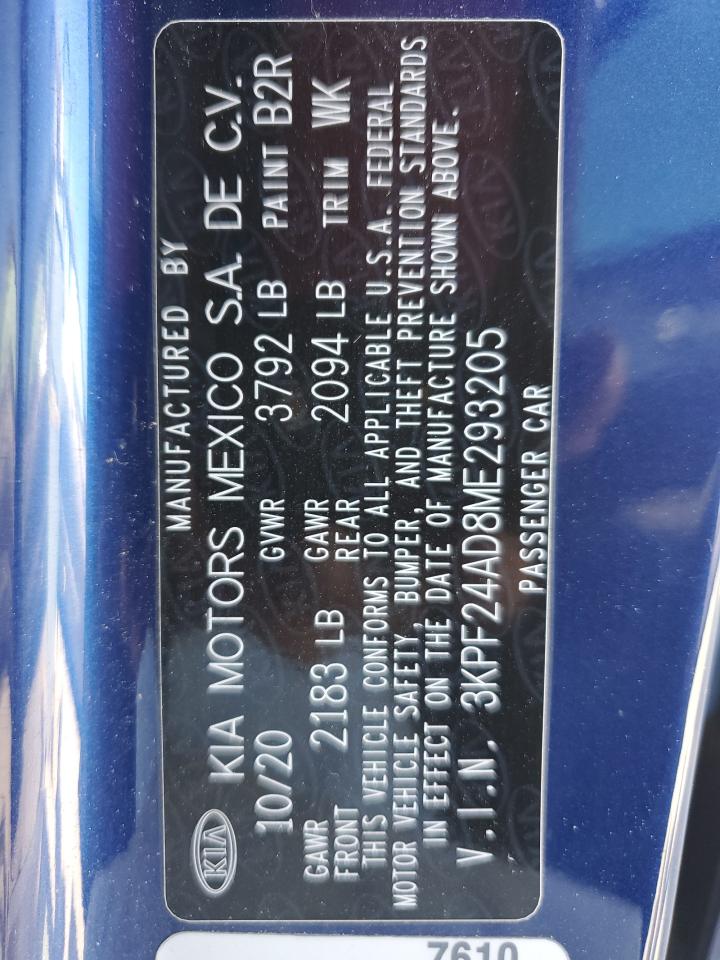 MANUFACTURED BY
KIA KIA MOTORS MEXICO S.A. DE C.V.
10/20 GVWR 3792 LB PAINT B2R
GAWR FRONT 2183 LB GAWR REAR 2094 LB TRIM WK
THIS VEHICLE CONFORMS TO ALL APPLICABLE U.S.A. FEDERAL
MOTOR VEHICLE SAFETY, BUMPER, AND THEFT PREVENTION STANDARDS
IN EFFECT ON THE DATE OF MANUFACTURE SHOWN ABOVE.
V.I.N. 3KPF24AD8ME293205
PASSENGER CAR
7610